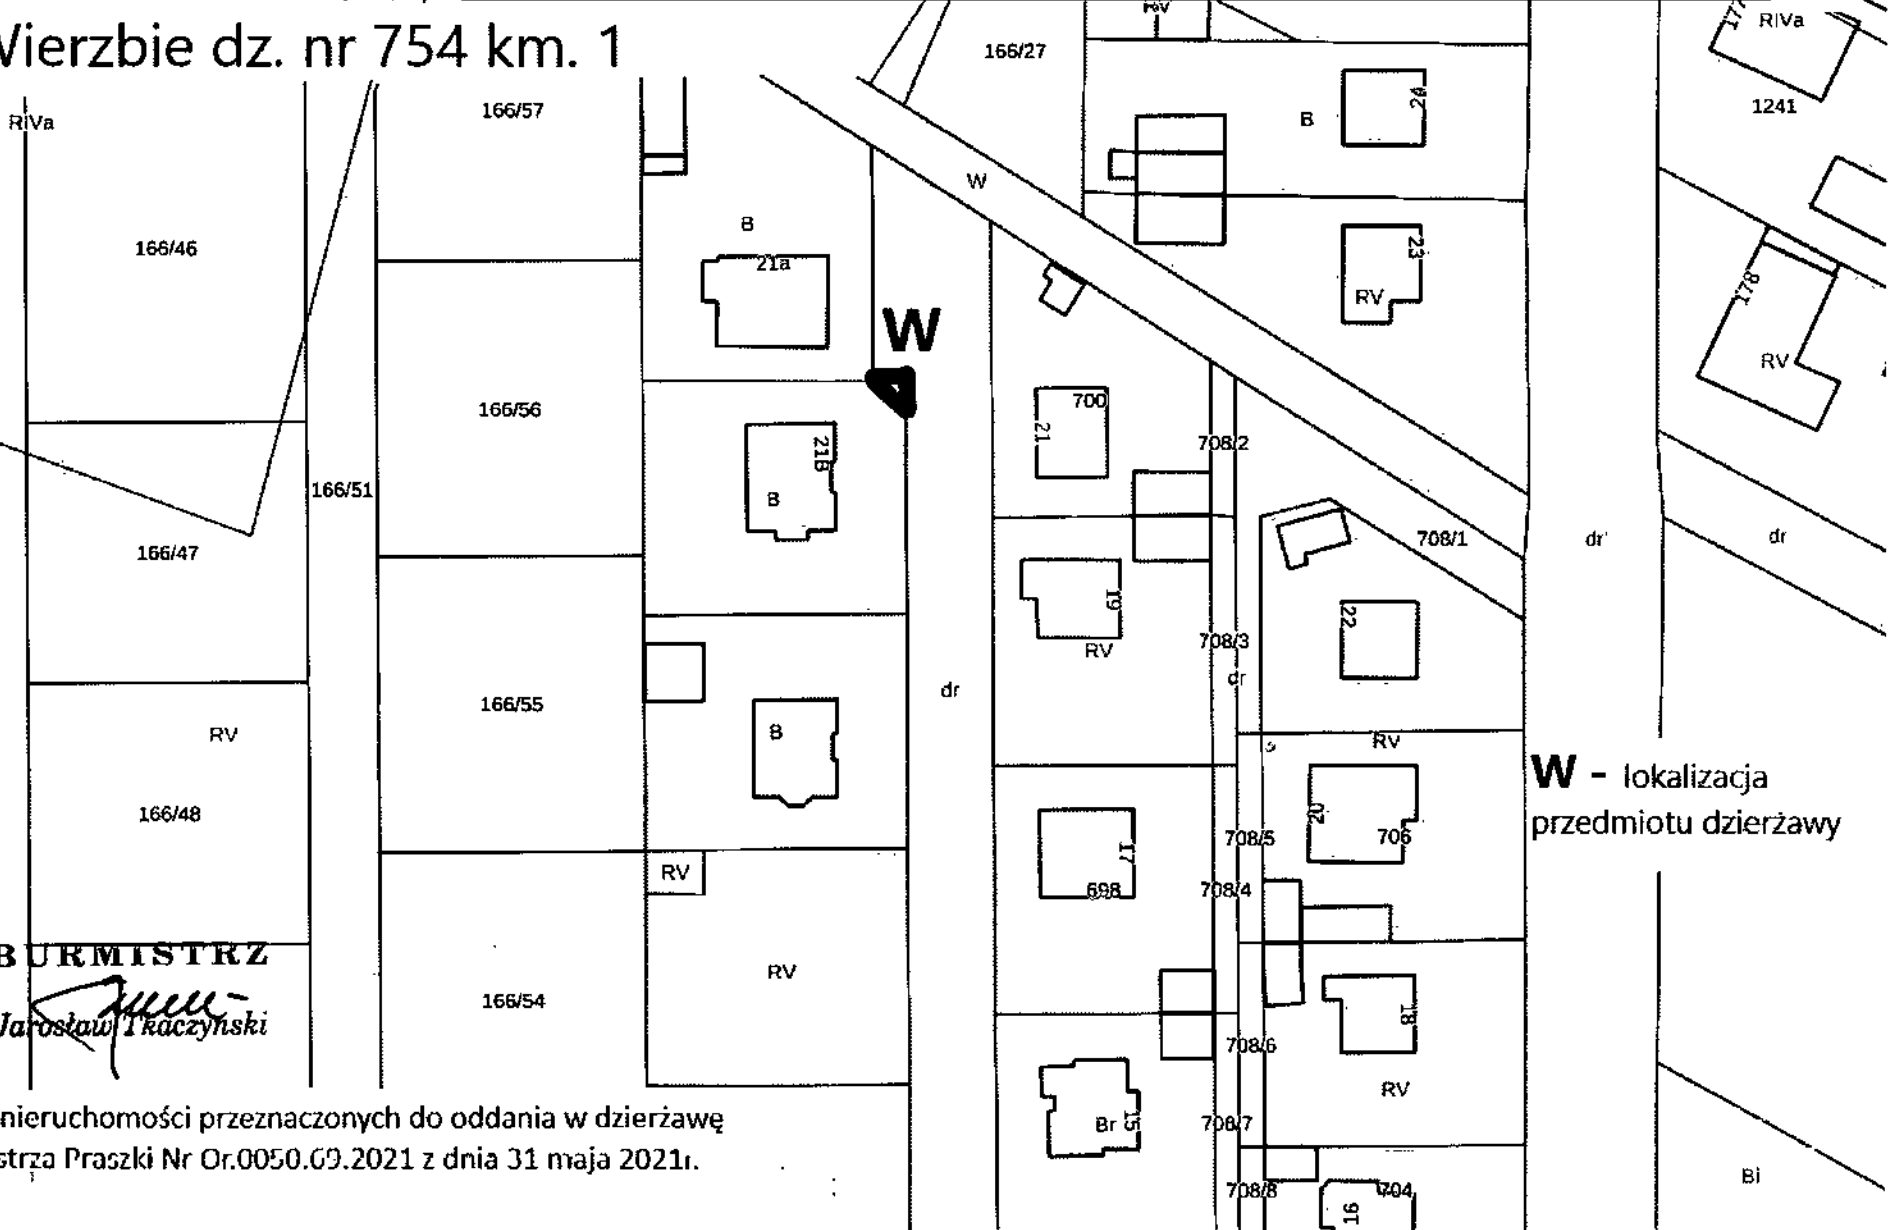 Wierzbie dz. nr 754 km. 1
RIVa
166/46
166/47
166/51
RV
166/48
166/57
166/56
166/55
166/54
B
21a
W
21B
B
B
RV
RV
dr
166/27
W
RV
B
24
23
RV
700
21
708/2
708/1
19
RV
708/3
dr
22
RV
20
706
708/5
708/4
17
698
18
708/6
RV
Br
15
708/7
708/8
704
16
RIVa
1241
178
RV
dr
dr
Bi
W - lokalizacja
przedmiotu dzierżawy
BURMISTRZ
Jarosław Tkaczyński
nieruchomości przeznaczonych do oddania w dzierżawę
strza Praszki Nr Or.0050.69.2021 z dnia 31 maja 2021r.